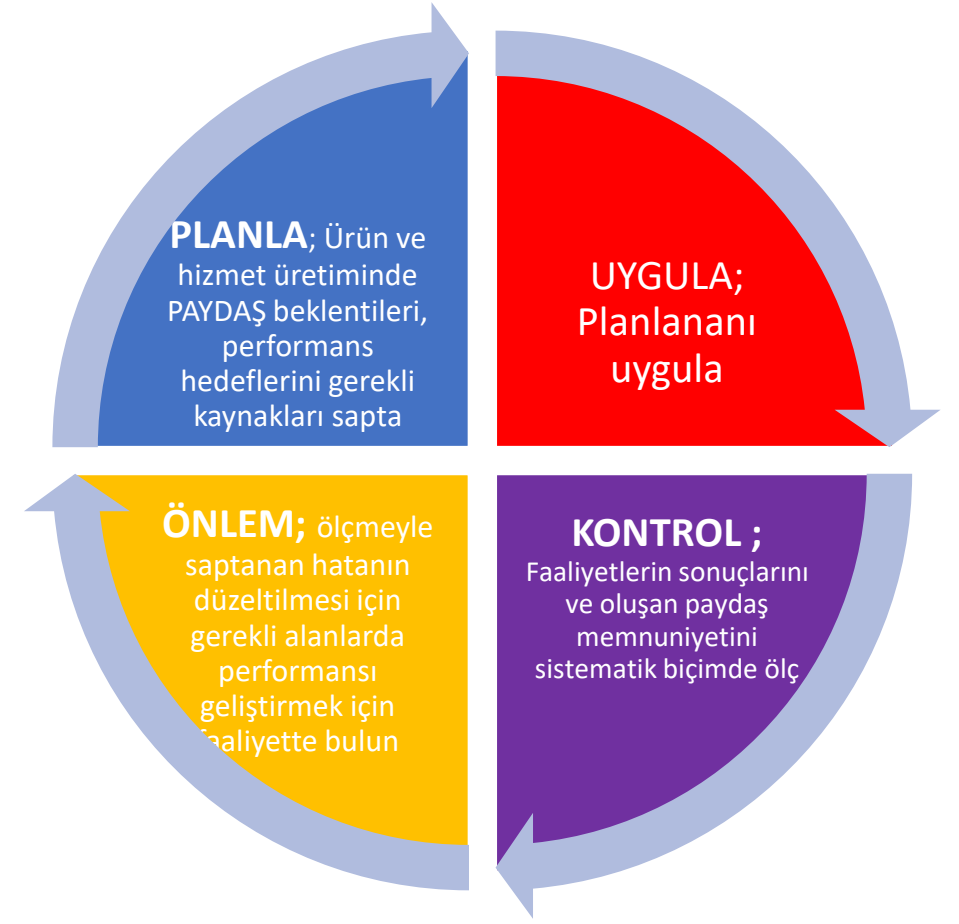 PLANLA; Ürün ve
hizmet üretiminde
PAYDAŞ beklentileri,
performans
hedeflerini gerekli
kaynakları sapta
UYGULA;
Planlananı
uygula
KONTROL ;
Faaliyetlerin sonuçlarını
ve oluşan paydaş
memnuniyetini
sistematik biçimde ölç
ÖNLEM; ölçmeyle
saptanan hatanın
düzeltilmesi için
gerekli alanlarda
performansı
geliştirmek için
faaliyette bulun